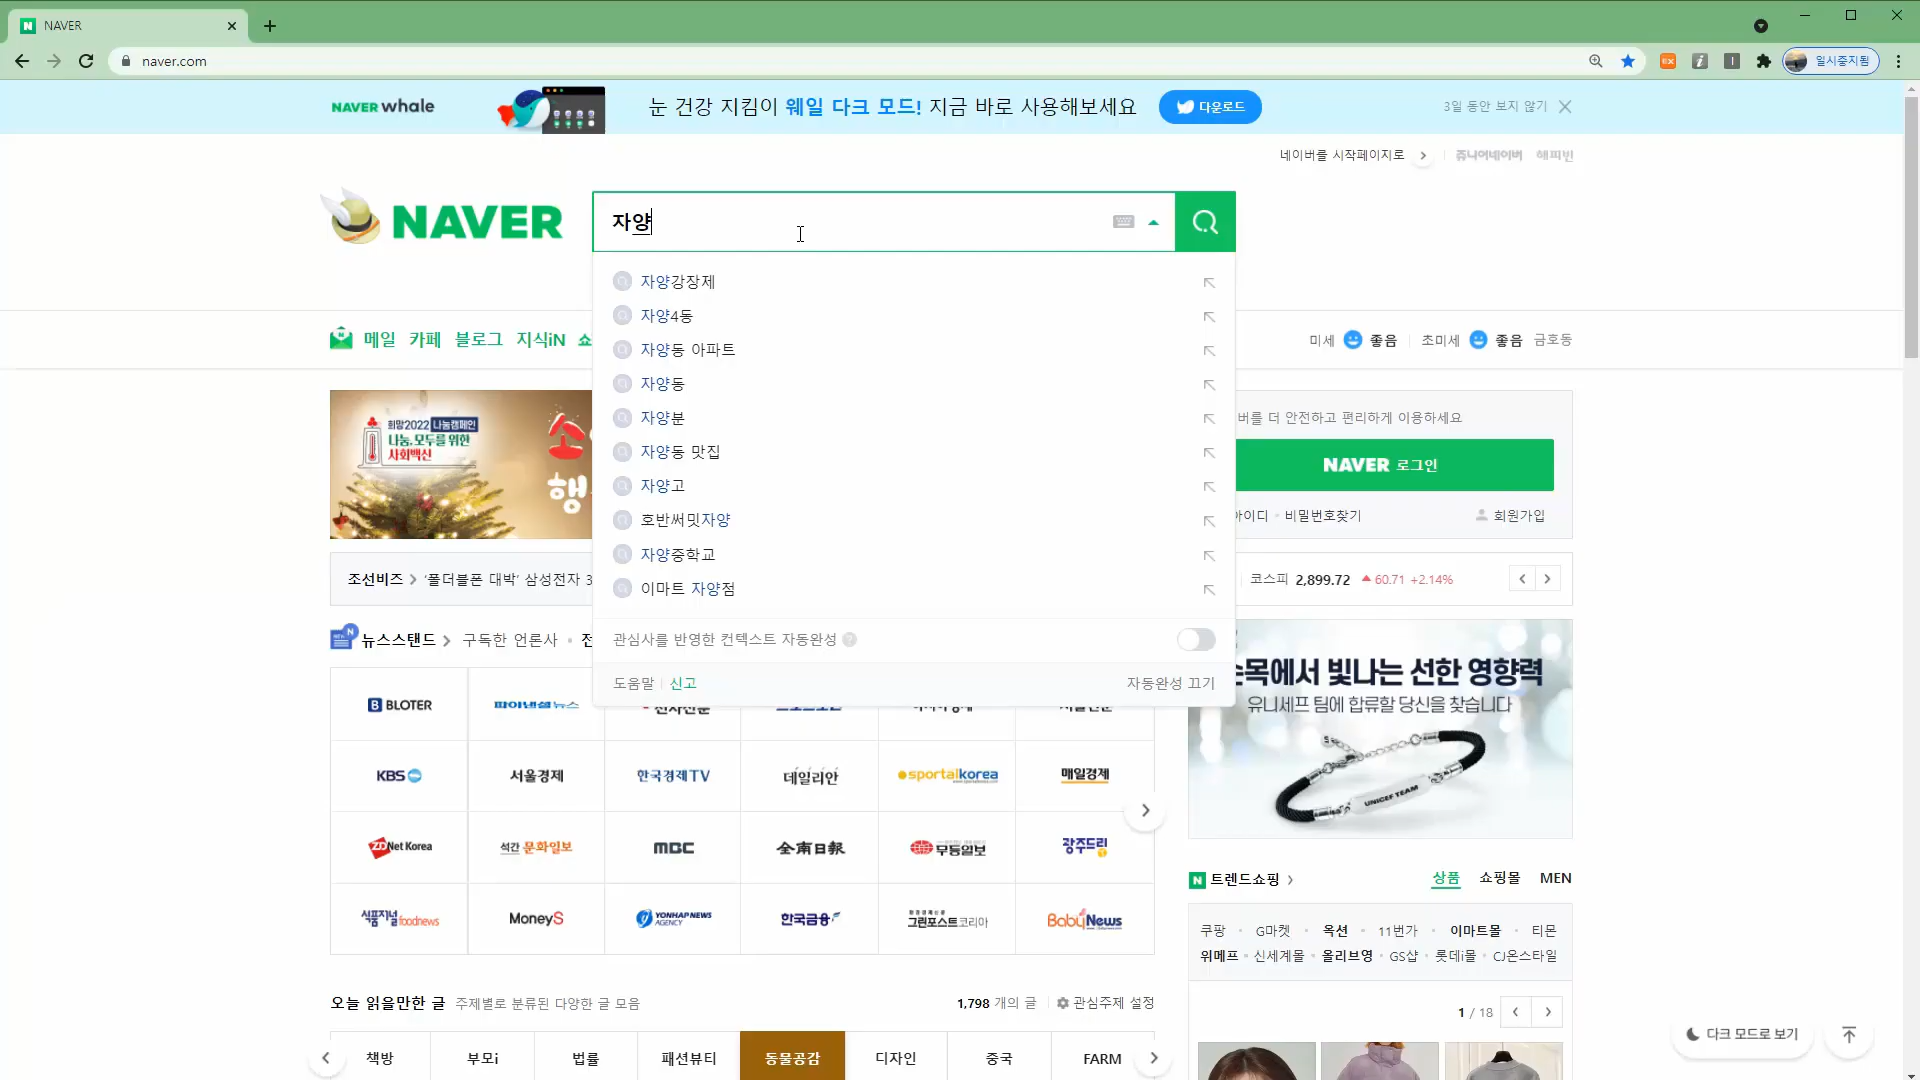 NAVER
naver.com
일시중지됨
NAVER whale
눈 건강 지킴이 웨일 다크 모드! 지금 바로 사용해보세요
다운로드
3일 동안 보지 않기
네이버를 시작페이지로
쥬니어네이버 해피빈
NAVER
자양
자양강장제
자양4동
자양동 아파트
자양동
자양분
자양동 맛집
자양고
호반써밋자양
자양중학교
이마트 자양점
관심사를 반영한 컨텍스트 자동완성
도움말 신고 자동완성 끄기
메일 카페 블로그 지식iN 쇼
미세 좋음 초미세 좋음 금호동
희망2022 나눔캠페인
나눔, 모두를 위한
사회백신
소
행
버를 더 안전하고 편리하게 이용하세요
NAVER 로그인
아이디 · 비밀번호찾기 회원가입
조선비즈 > '폴더블폰 대박' 삼성전자 3
코스피 2,899.72 ▲ 60.71 +2.14%
뉴스스탠드 > 구독한 언론사 · 전
BLOTER 파이낸셜뉴스 전자신문
KBS 서울경제 한국경제TV 데일리안 sportalkorea 매일경제
ZDNet Korea 석간 문화일보 MBC 全南日報 무등일보 광주드림
식품저널 foodnews MoneyS YONHAP NEWS AGENCY 한국금융 그린포스트코리아 BabyNews
손목에서 빛나는 선한 영향력
유니세프 팀에 합류할 당신을 찾습니다
UNICEF TEAM
트렌드쇼핑 > 상품 쇼핑몰 MEN
쿠팡 · G마켓 · 옥션 · 11번가 · 이마트몰 · 티몬
위메프 · 신세계몰 · 올리브영 · GS샵 · 롯데i몰 · CJ온스타일
1 / 18
오늘 읽을만한 글 주제별로 분류된 다양한 글 모음 1,798 개의 글 관심주제 설정
책방 부모i 법률 패션뷰티 동물공감 디자인 중국 FARM
다크 모드로 보기